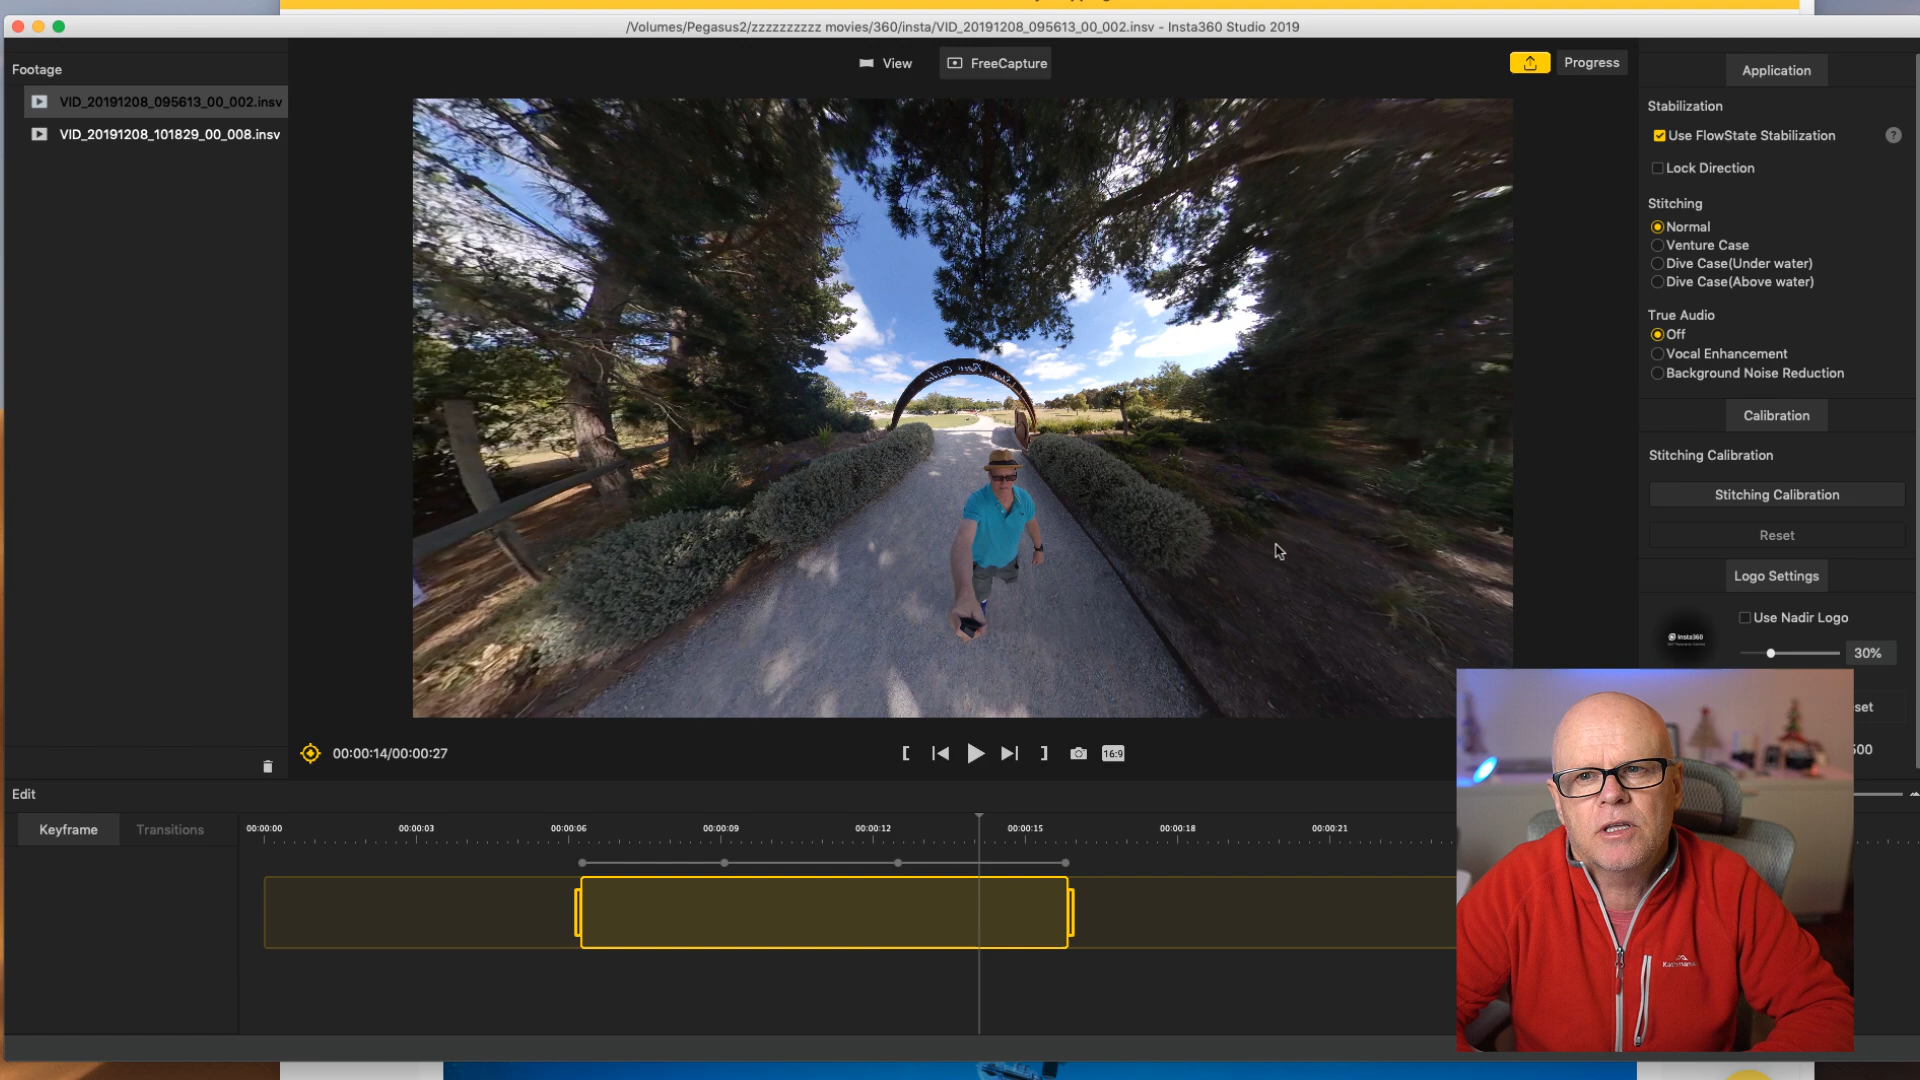 /Volumes/Pegasus2/zzzzzzzzzz movies/360/insta/VID_20191208_095613_00_002.insv - Insta360 Studio 2019
Footage
VID_20191208_095613_00_002.insv
VID_20191208_101829_00_008.insv
View
FreeCapture
Progress
Application
Stabilization
Use FlowState Stabilization
?
Lock Direction
Stitching
Normal
Venture Case
Dive Case(Under water)
Dive Case(Above water)
True Audio
Off
Vocal Enhancement
Background Noise Reduction
Calibration
Stitching Calibration
Stitching Calibration
Reset
Logo Settings
Insta360
Use Nadir Logo
30%
set
500
00:00:14/00:00:27
16:9
Edit
Keyframe
Transitions
00:00:00
00:00:03
00:00:06
00:00:09
00:00:12
00:00:15
00:00:18
00:00:21